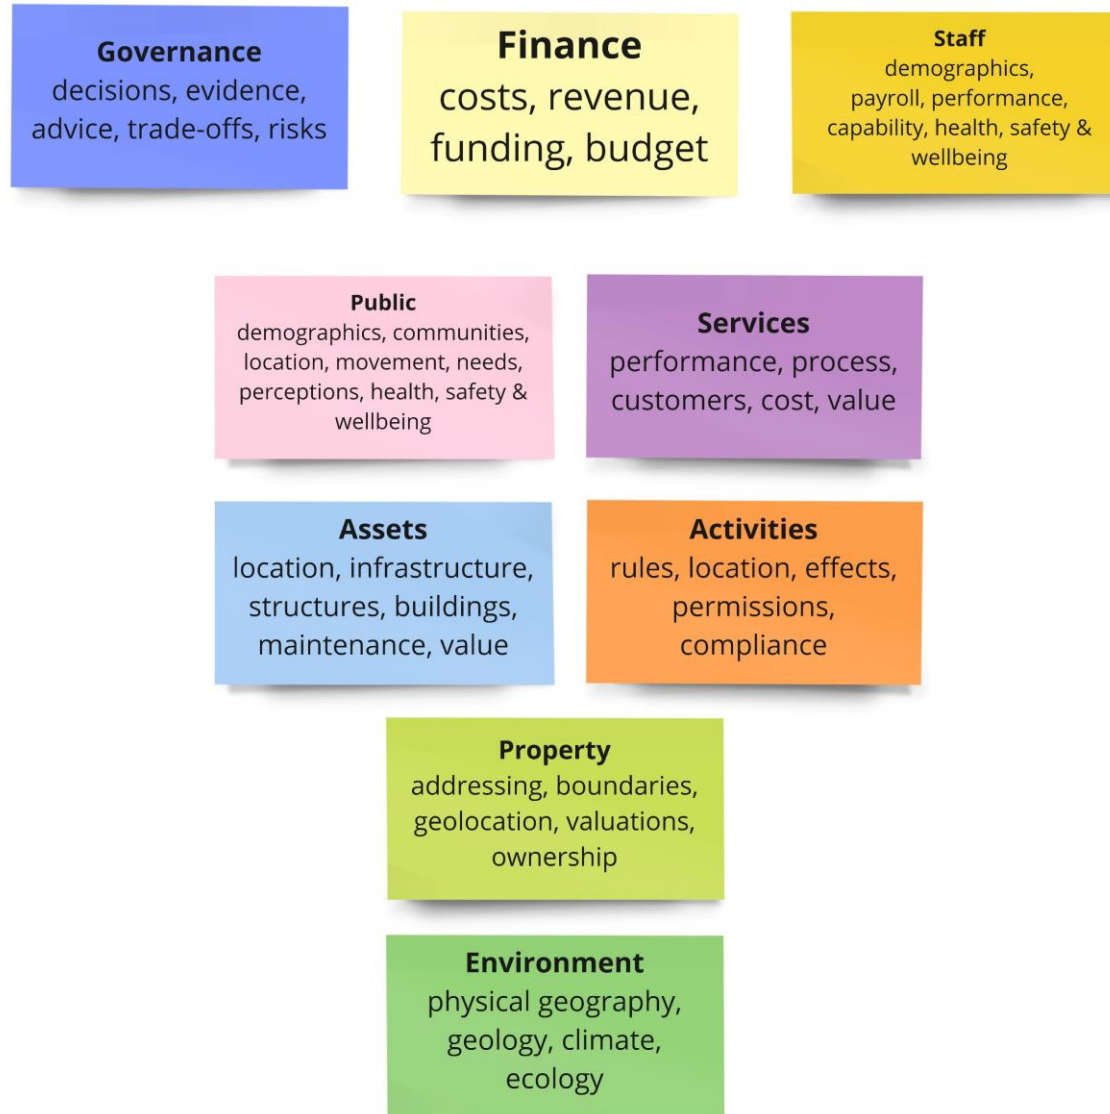 Governance
decisions, evidence,
advice, trade-offs, risks
Finance
costs, revenue,
funding, budget
Staff
demographics,
payroll, performance,
capability, health, safety &
wellbeing
Public
demographics, communities,
location, movement, needs,
perceptions, health, safety &
wellbeing
Services
performance, process,
customers, cost, value
Assets
location, infrastructure,
structures, buildings,
maintenance, value
Activities
rules, location, effects,
permissions,
compliance
Property
addressing, boundaries,
geolocation, valuations,
ownership
Environment
physical geography,
geology, climate,
ecology